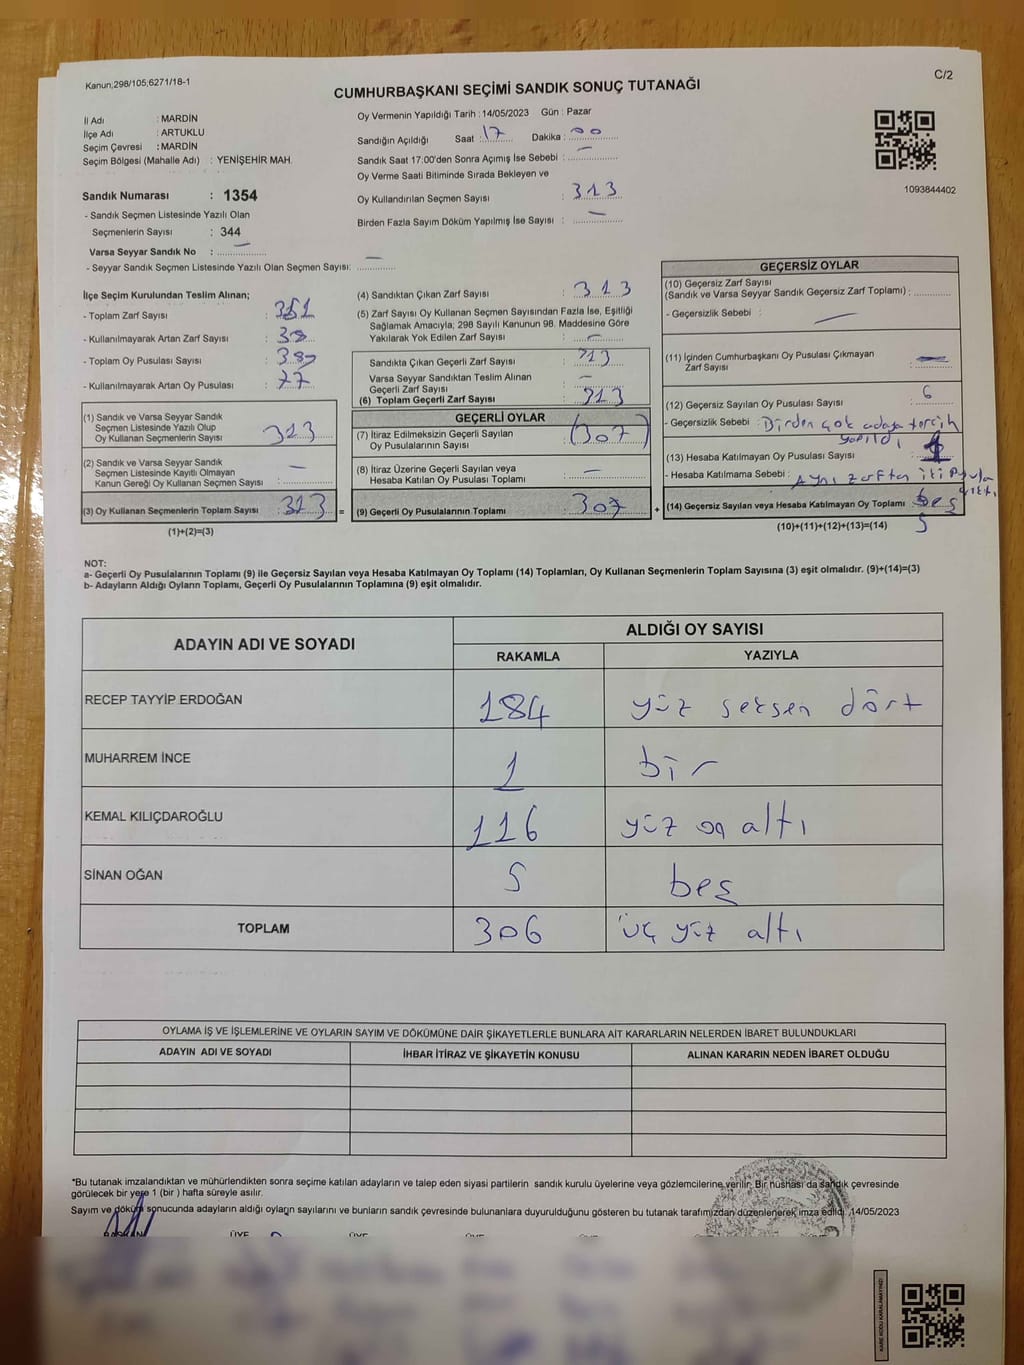 Kanun;298/105;6271/18-1
C/2
CUMHURBAŞKANI SEÇİMİ SANDIK SONUÇ TUTANAĞI
İl Adı : MARDİN
İlçe Adı : ARTUKLU
Seçim Çevresi : MARDİN
Seçim Bölgesi (Mahalle Adı) : YENİŞEHİR MAH.
Sandık Numarası : 1354
- Sandık Seçmen Listesinde Yazılı Olan
Seçmenlerin Sayısı : 344
Varsa Seyyar Sandık No : —
- Seyyar Sandık Seçmen Listesinde Yazılı Olan Seçmen Sayısı: —
Oy Vermenin Yapıldığı Tarih : 14/05/2023 Gün : Pazar
Sandığın Açıldığı Saat : 17 Dakika : 00
Sandık Saat 17:00'den Sonra Açımış İse Sebebi : —
Oy Verme Saati Bitiminde Sırada Bekleyen ve
Oy Kullandırılan Seçmen Sayısı : 313
Birden Fazla Sayım Döküm Yapılmış İse Sayısı : —
1093844402
İlçe Seçim Kurulundan Teslim Alınan;
- Toplam Zarf Sayısı :
- Kullanılmayarak Artan Zarf Sayısı :
- Toplam Oy Pusulası Sayısı :
- Kullanılmayarak Artan Oy Pusulası : 77
(1) Sandık ve Varsa Seyyar Sandık
Seçmen Listesinde Yazılı Olup
Oy Kullanan Seçmenlerin Sayısı : 313
(2) Sandık ve Varsa Seyyar Sandık
Seçmen Listesinde Kayıtlı Olmayan
Kanun Gereği Oy Kullanan Seçmen Sayısı : —
(3) Oy Kullanan Seçmenlerin Toplam Sayısı : 313 =
(1)+(2)=(3)
(4) Sandıktan Çıkan Zarf Sayısı : 313
(5) Zarf Sayısı Oy Kullanan Seçmen Sayısından Fazla İse, Eşitliği
Sağlamak Amacıyla; 298 Sayılı Kanunun 98. Maddesine Göre
Yakılarak Yok Edilen Zarf Sayısı : —
Sandıkta Çıkan Geçerli Zarf Sayısı : 313
Varsa Seyyar Sandıktan Teslim Alınan
Geçerli Zarf Sayısı : —
(6) Toplam Geçerli Zarf Sayısı : 313
GEÇERLİ OYLAR
(7) İtiraz Edilmeksizin Geçerli Sayılan
Oy Pusulasının Sayısı : (307)
(8) İtiraz Üzerine Geçerli Sayılan veya
Hesaba Katılan Oy Pusulası Toplamı : —
(9) Geçerli Oy Pusulalarının Toplamı : 307 +
GEÇERSİZ OYLAR
(10) Geçersiz Zarf Sayısı
(Sandık ve Varsa Seyyar Sandık Geçersiz Zarf Toplamı) :
- Geçersizlik Sebebi : —
(11) İçinden Cumhurbaşkanı Oy Pusulası Çıkmayan
Zarf Sayısı : —
(12) Geçersiz Sayılan Oy Pusulası Sayısı : 6
- Geçersizlik Sebebi : Birden çok adaya tercih
yapıldı
(13) Hesaba Katılmayan Oy Pusulası Sayısı :
- Hesaba Katılmama Sebebi : Aynı zarftan iki pusula
çıktı
(14) Geçersiz Sayılan veya Hesaba Katılmayan Oy Toplamı : beş
5
(10)+(11)+(12)+(13)=(14)
NOT:
a- Geçerli Oy Pusulalarının Toplamı (9) ile Geçersiz Sayılan veya Hesaba Katılmayan Oy Toplamı (14) Toplamları, Oy Kullanan Seçmenlerin Toplam Sayısına (3) eşit olmalıdır. (9)+(14)=(3)
b- Adayların Aldığı Oyların Toplamı, Geçerli Oy Pusulalarının Toplamına (9) eşit olmalıdır.
ADAYIN ADI VE SOYADI
ALDIĞI OY SAYISI
RAKAMLA YAZIYLA
RECEP TAYYİP ERDOĞAN 184 yüz seksen dört
MUHARREM İNCE 1 bir
KEMAL KILIÇDAROĞLU 116 yüz on altı
SİNAN OĞAN 5 beş
TOPLAM 306 üç yüz altı
OYLAMA İŞ VE İŞLEMLERİNE VE OYLARIN SAYIM VE DÖKÜMÜNE DAİR ŞİKAYETLERLE BUNLARA AİT KARARLARIN NELERDEN İBARET BULUNDUKLARI
ADAYIN ADI VE SOYADI İHBAR İTİRAZ VE ŞİKAYETİN KONUSU ALINAN KARARIN NEDEN İBARET OLDUĞU
*Bu tutanak imzalandıktan ve mühürlendikten sonra seçime katılan adayların ve talep eden siyasi partilerin sandık kurulu üyelerine veya gözlemcilerine verilir. Bir nüshası da sandık çevresinde
görülecek bir yere 1 (bir ) hafta süreyle asılır.
Sayım ve döküm sonucunda adayların aldığı oyların sayılarını ve bunların sandık çevresinde bulunanlara duyurulduğunu gösteren bu tutanak tarafımızdan düzenlenerek imza edildi. 14/05/2023
BAŞKAN ÜYE ÜYE ÜYE ÜYE
KARE KODU KARALAMAYINIZ!